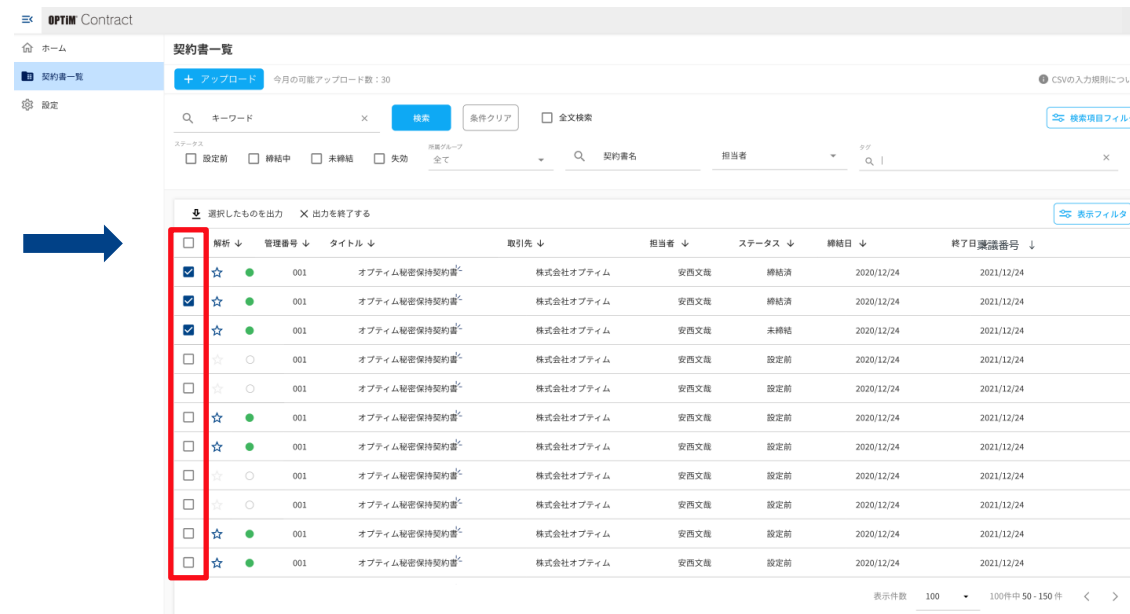 OPTiM Contract
ホーム
契約書一覧
設定
契約書一覧
+ アップロード 今月の可能アップロード数：30 CSVの入力規則につい
キーワード × 検索 条件クリア 全文検索 検索項目フィル
ステータス 所属グループ タグ
設定前 締結中 未締結 失効 全て 契約書名 担当者 ×
選択したものを出力 × 出力を終了する 表示フィルタ
解析 ↓ 管理番号 ↓ タイトル ↓ 取引先 ↓ 担当者 ↓ ステータス ↓ 締結日 ↓ 終了日 稟議番号 ↓
001 オプティム秘密保持契約書 株式会社オプティム 安西文哉 締結済 2020/12/24 2021/12/24
001 オプティム秘密保持契約書 株式会社オプティム 安西文哉 締結済 2020/12/24 2021/12/24
001 オプティム秘密保持契約書 株式会社オプティム 安西文哉 未締結 2020/12/24 2021/12/24
001 オプティム秘密保持契約書 株式会社オプティム 安西文哉 設定前 2020/12/24 2021/12/24
001 オプティム秘密保持契約書 株式会社オプティム 安西文哉 設定前 2020/12/24 2021/12/24
001 オプティム秘密保持契約書 株式会社オプティム 安西文哉 設定前 2020/12/24 2021/12/24
001 オプティム秘密保持契約書 株式会社オプティム 安西文哉 設定前 2020/12/24 2021/12/24
001 オプティム秘密保持契約書 株式会社オプティム 安西文哉 設定前 2020/12/24 2021/12/24
001 オプティム秘密保持契約書 株式会社オプティム 安西文哉 設定前 2020/12/24 2021/12/24
001 オプティム秘密保持契約書 株式会社オプティム 安西文哉 設定前 2020/12/24 2021/12/24
001 オプティム秘密保持契約書 株式会社オプティム 安西文哉 設定前 2020/12/24 2021/12/24
表示件数 100 100件中 50 - 150 件